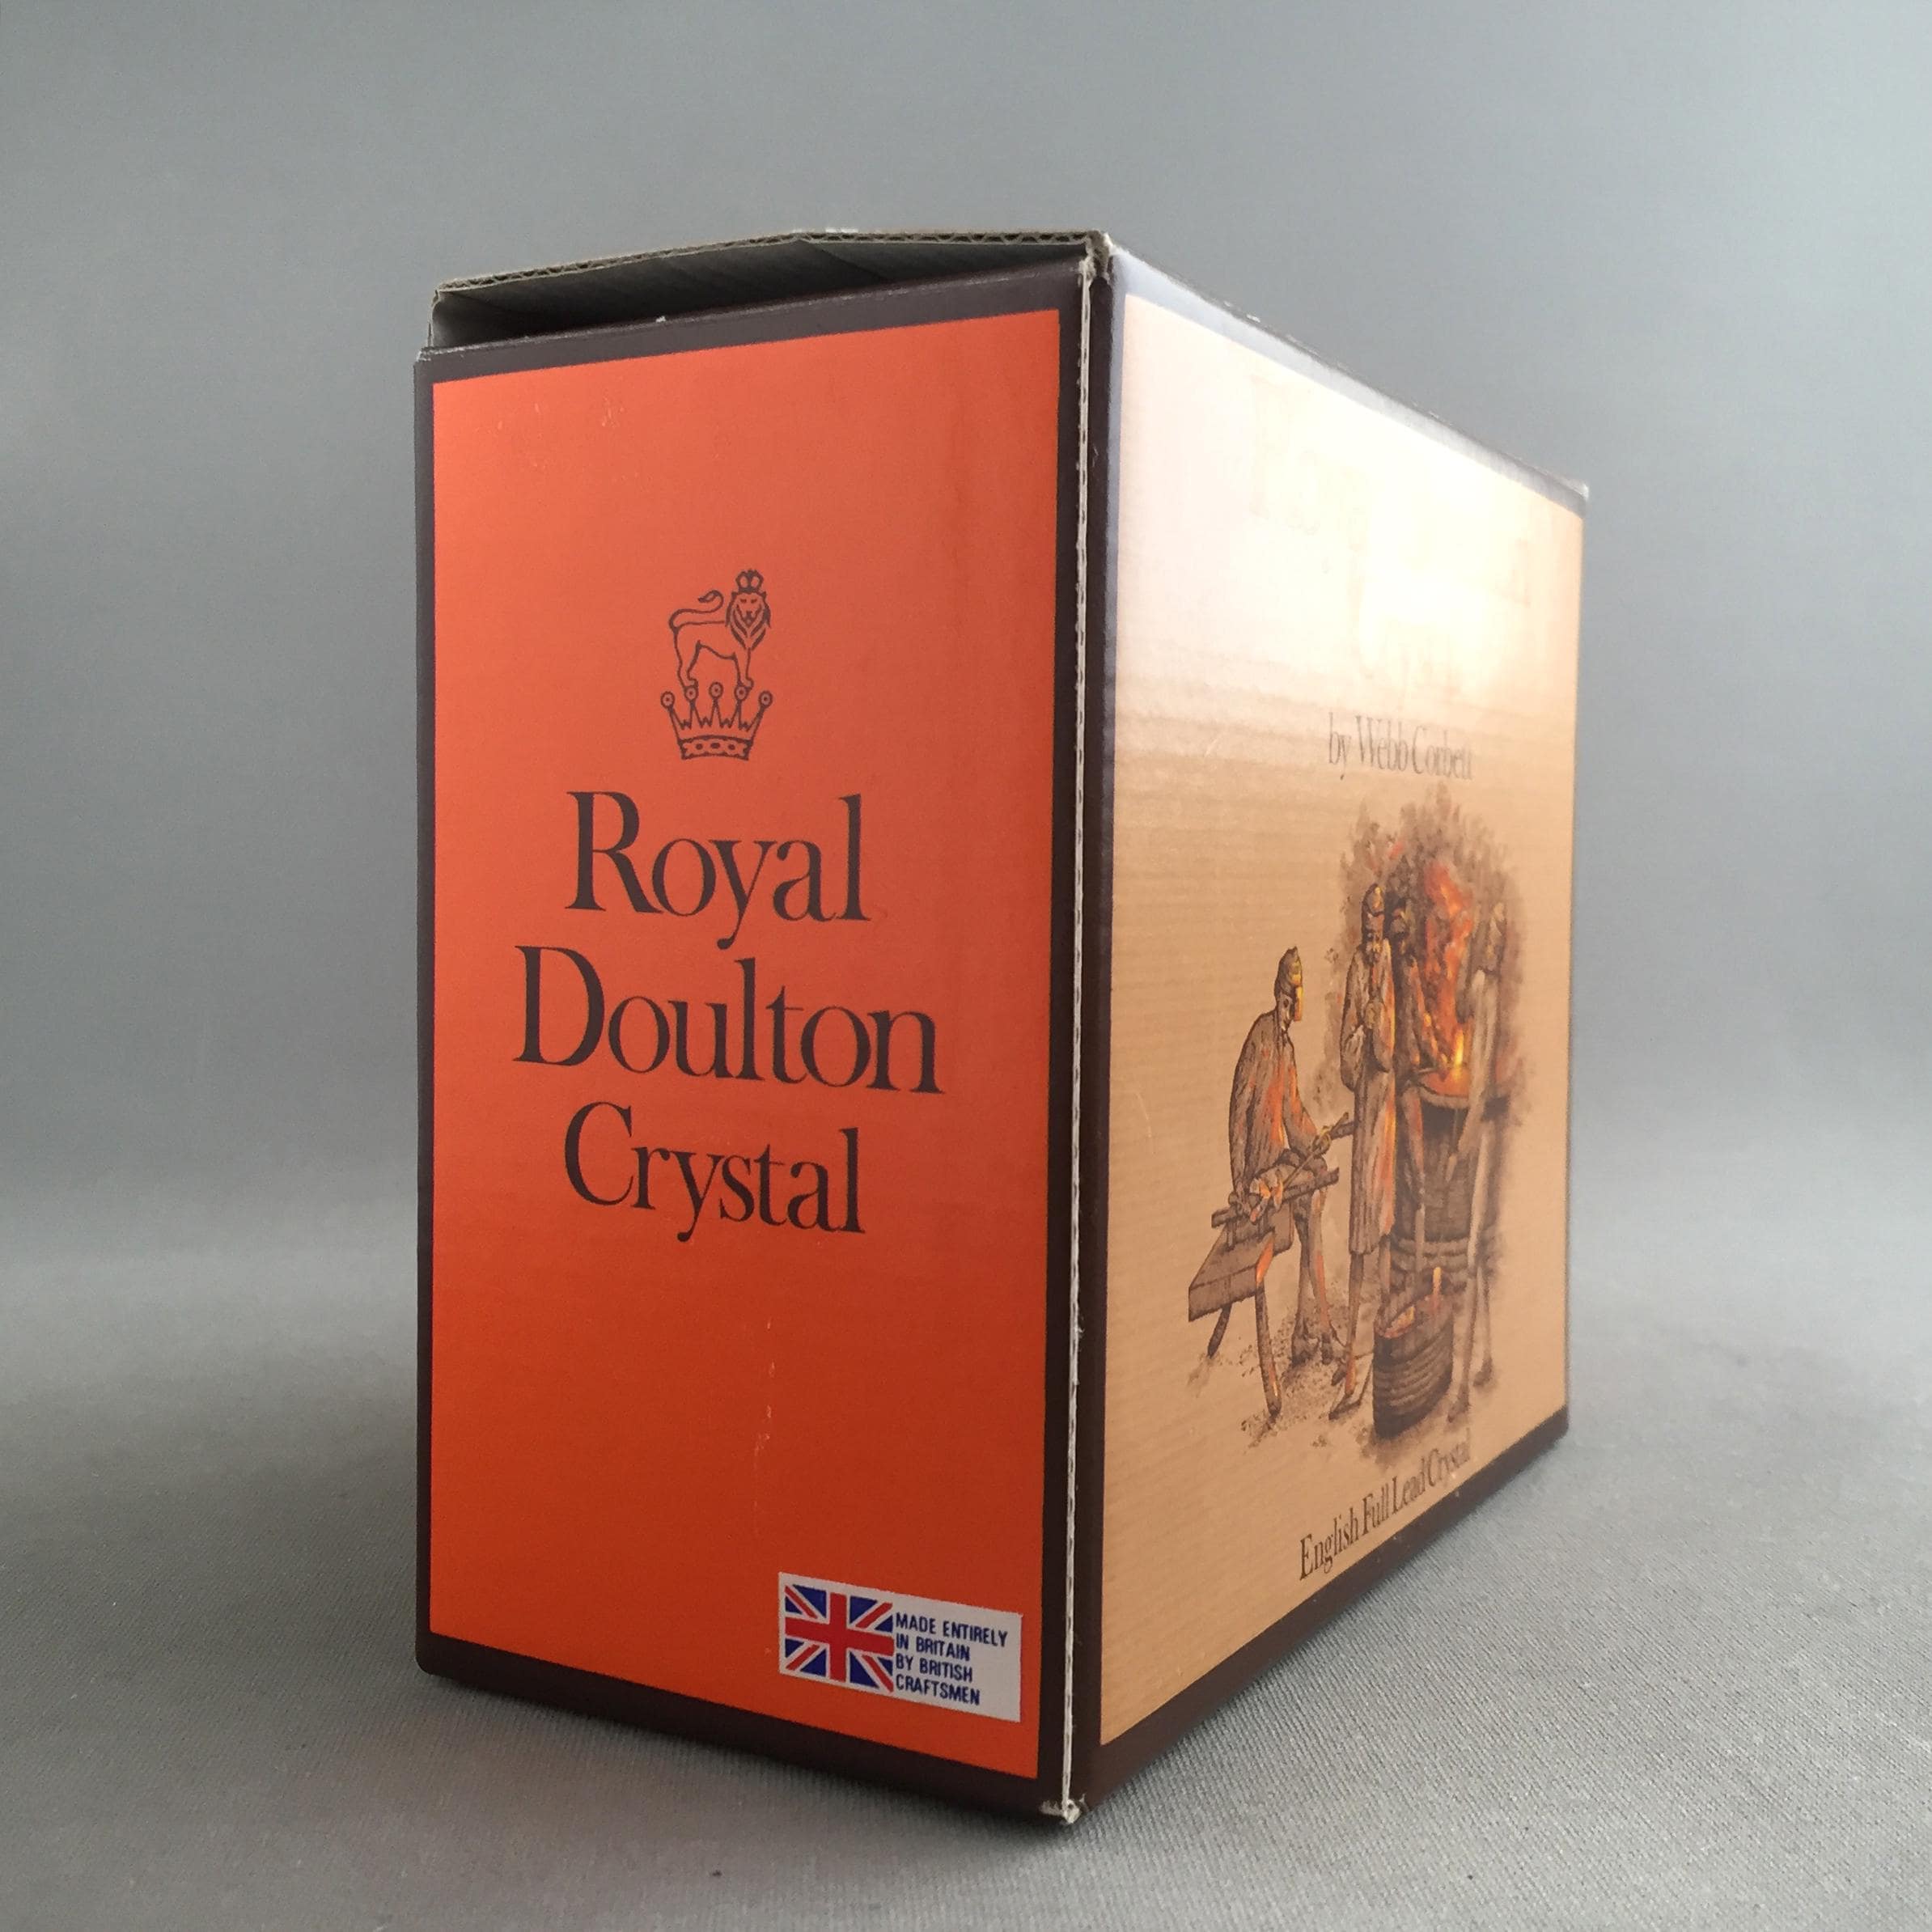 Royal
Doulton
Crystal
MADE ENTIRELY
IN BRITAIN
BY BRITISH
CRAFTSMEN
by Webb Corbett
English Full Lead Crystal